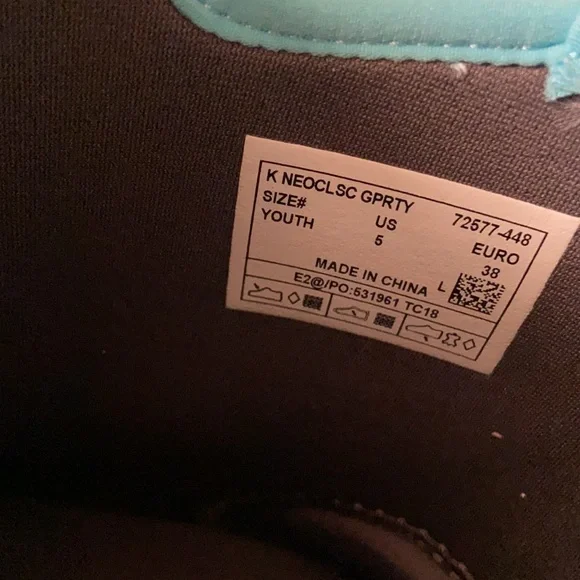 K NEOCLSC GPRTY 72577-448
SIZE# US EURO
YOUTH 5 38
MADE IN CHINA L
E2@/PO:531961 TC18